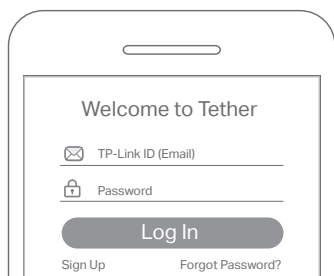 Welcome to Tether
TP-Link ID (Email)
Password
Log In
Sign Up Forgot Password?